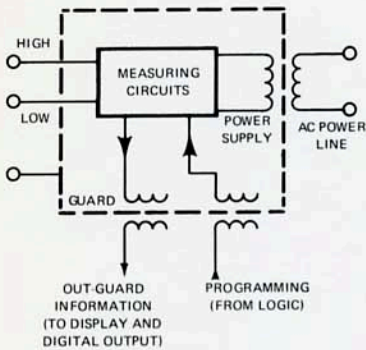 HIGH
MEASURING
CIRCUITS
LOW
POWER
SUPPLY
AC POWER
LINE
GUARD
OUT-GUARD
INFORMATION
(TO DISPLAY AND
DIGITAL OUTPUT)
PROGRAMMING
(FROM LOGIC)